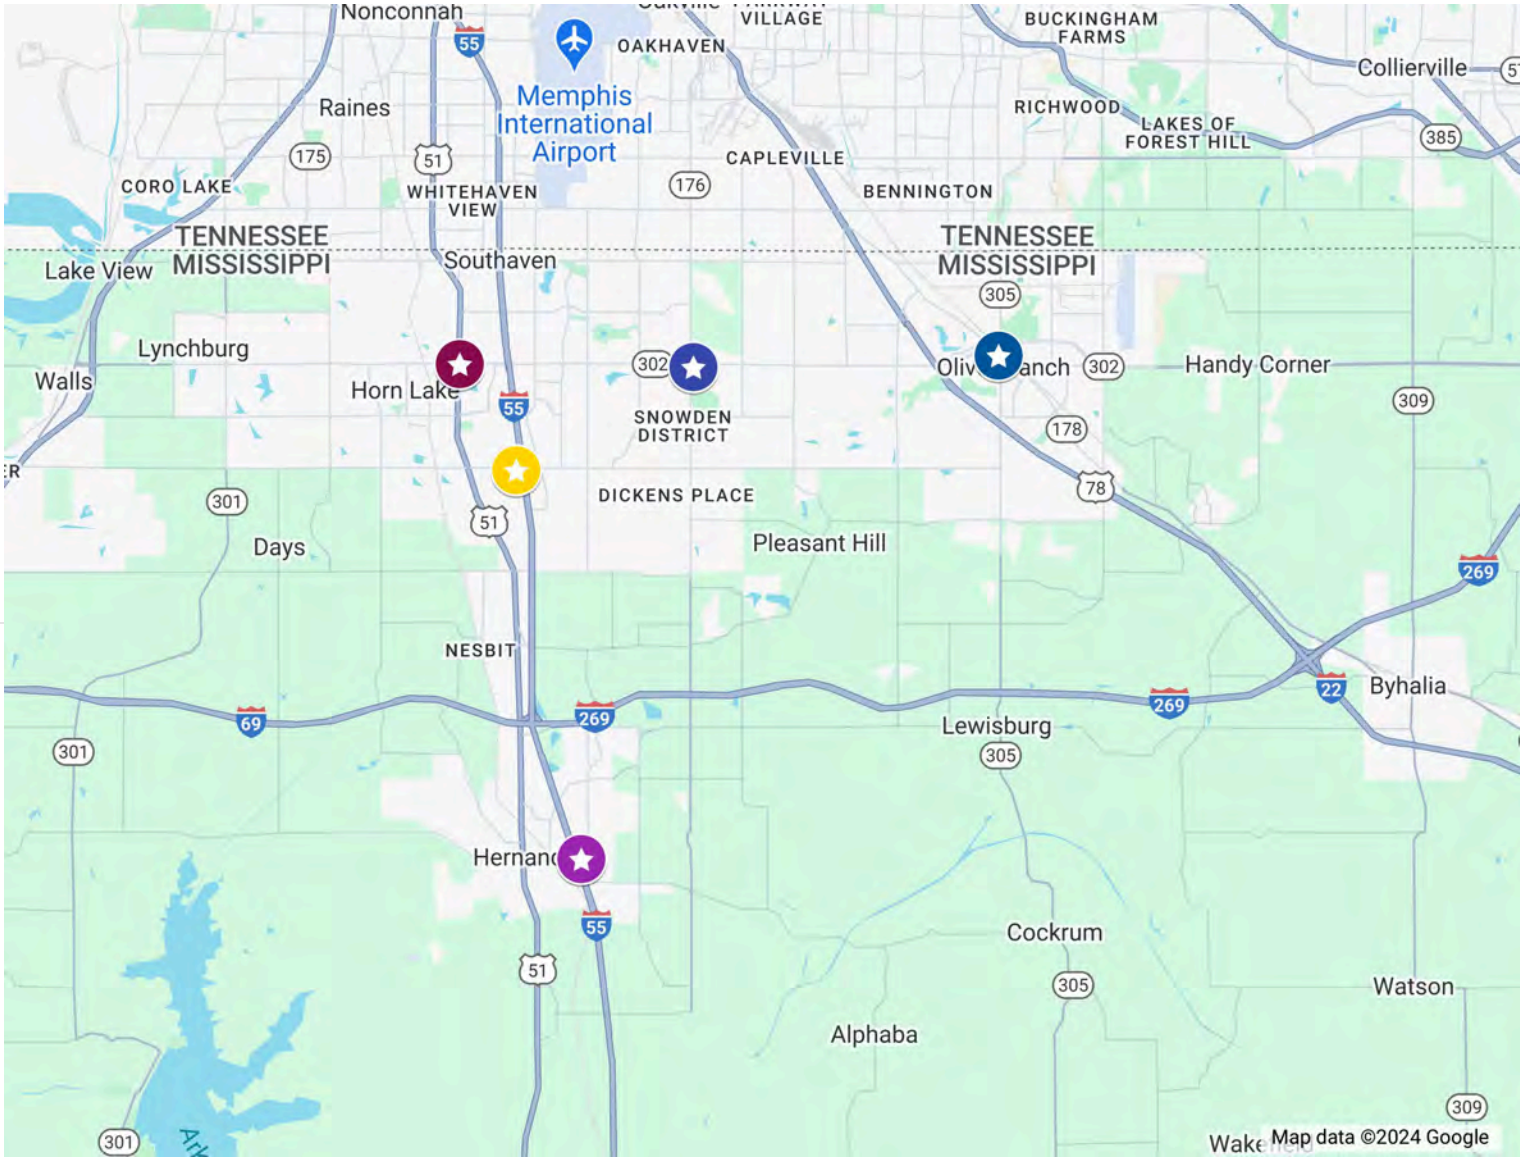 Nonconnah
VILLAGE
BUCKINGHAM
FARMS
55
OAKHAVEN
Collierville
Memphis
International
Airport
Raines
RICHWOOD
LAKES OF
FOREST HILL
385
175
51
CAPLEVILLE
CORO LAKE
WHITEHAVEN
VIEW
176
BENNINGTON
TENNESSEE
MISSISSIPPI
TENNESSEE
MISSISSIPPI
Lake View
Southaven
305
Lynchburg
302
302
Handy Corner
Walls
Horn Lake
309
55
SNOWDEN
DISTRICT
178
78
301
DICKENS PLACE
51
Days
Pleasant Hill
269
NESBIT
22
Byhalia
69
269
269
Lewisburg
301
305
55
Cockrum
51
305
Watson
Alphaba
309
301
Map data ©2024 Google